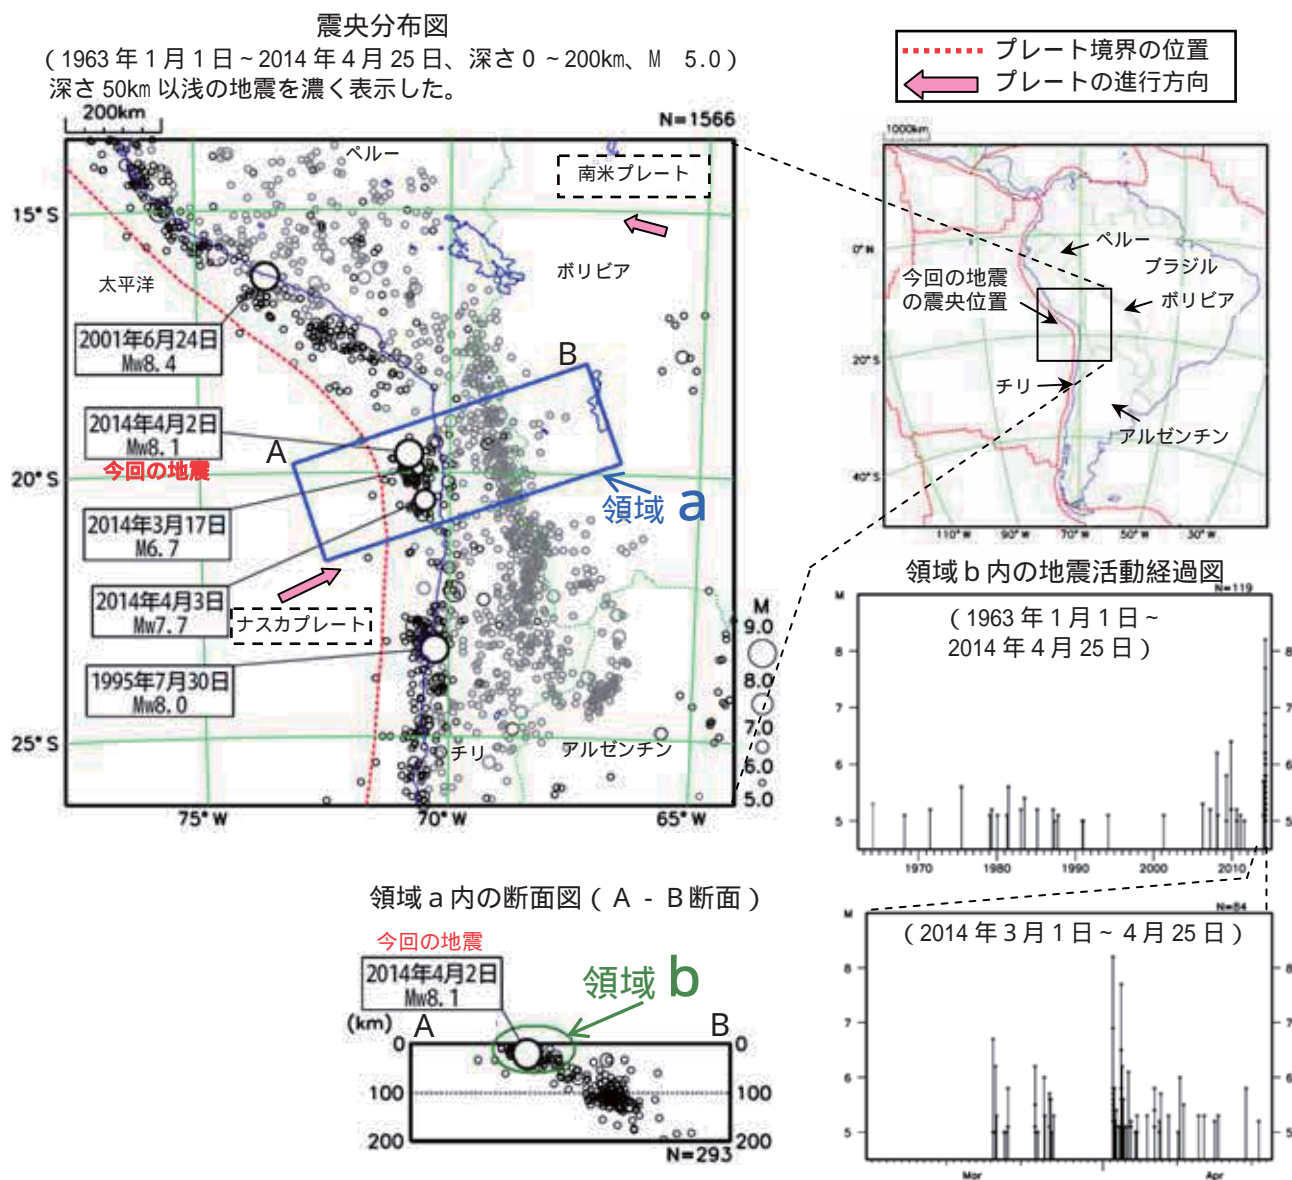 震央分布図
（1963年1月1日～2014年4月25日、深さ0～200km、M　5.0）
深さ50km以浅の地震を濃く表示した。
プレート境界の位置
プレートの進行方向
200km
N=1566
ペルー
南米プレート
15°S
太平洋
ボリビア
2001年6月24日
Mw8.4
B
2014年4月2日
Mw8.1
今回の地震
A
20°S
領域 a
2014年3月17日
M6.7
2014年4月3日
Mw7.7
ナスカプレート
1995年7月30日
Mw8.0
25°S
チリ
アルゼンチン
75°W
70°W
65°W
M
9.0
8.0
7.0
6.0
5.0
1000km
ペルー
0°N
ブラジル
今回の地震
の震央位置
ボリビア
20°S
チリ
アルゼンチン
40°S
110°W
90°W
70°W
50°W
30°W
領域b内の地震活動経過図
M
N=119
（1963年1月1日～
2014年4月25日）
8
8
7
7
6
6
5
5
1970
1980
1990
2000
2010
M
N=84
（2014年3月1日～4月25日）
8
8
7
7
6
6
5
5
Mar
Apr
領域a内の断面図（A-B断面）
今回の地震
2014年4月2日
Mw8.1
領域 b
(km)
A
B
0
0
100
100
200
200
N=293